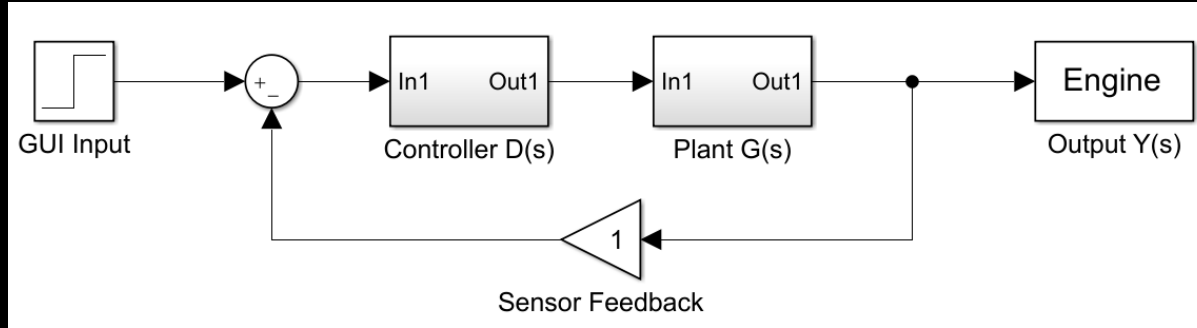 +
−
In1
Out1
In1
Out1
Engine
GUI Input
Controller D(s)
Plant G(s)
Output Y(s)
1
Sensor Feedback